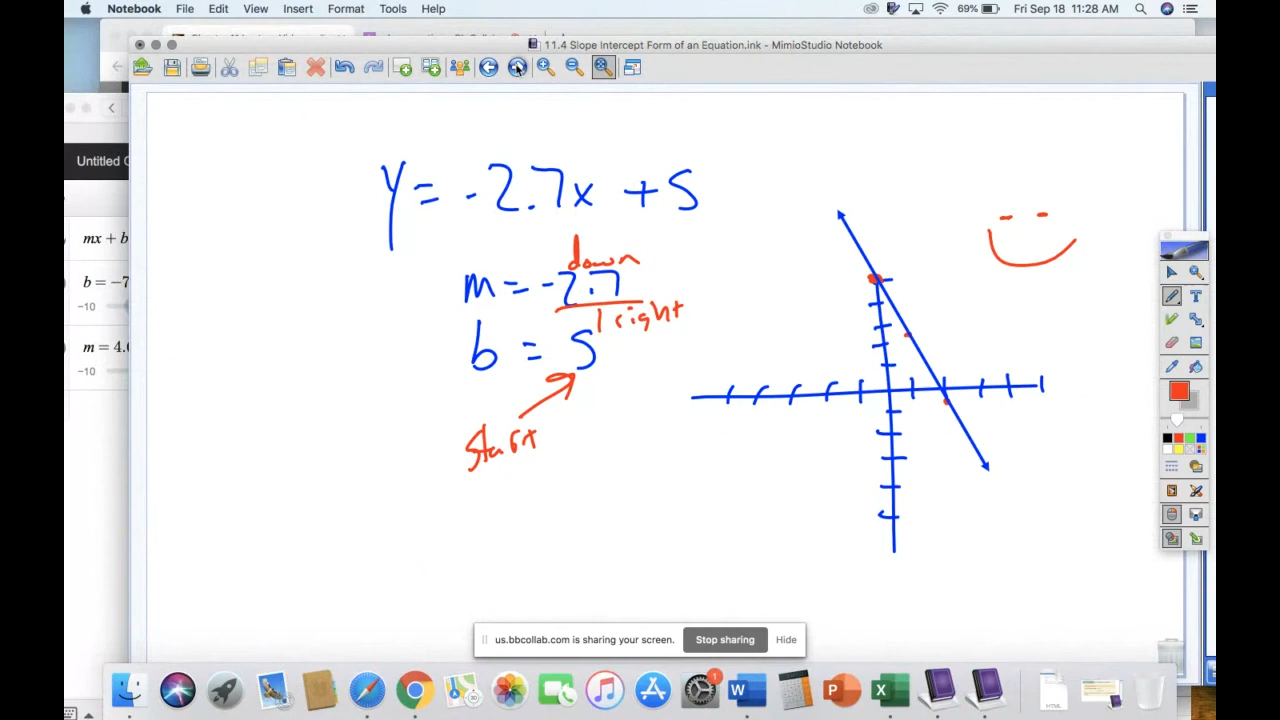 Notebook File Edit View Insert Format Tools Help 69% Fri Sep 18 11:28 AM
11.4 Slope Intercept Form of an Equation.ink - MimioStudio Notebook
Untitled
mx + b
b = -7
-10
m = 4.
-10
y = -2.7x + 5
down
m = -2.7
1 right
b = 5
start
us.bbcollab.com is sharing your screen. Stop sharing Hide